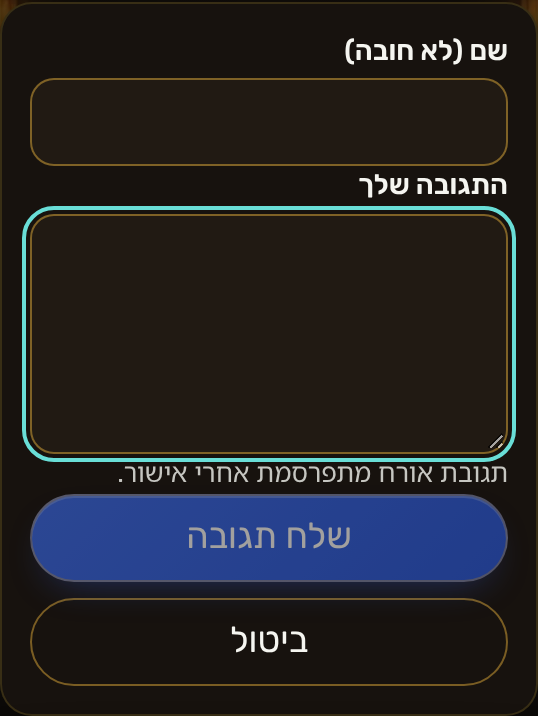 שם (לא חובה)
התגובה שלך
תגובת אורח מתפרסמת אחרי אישור.
שלח תגובה
ביטול